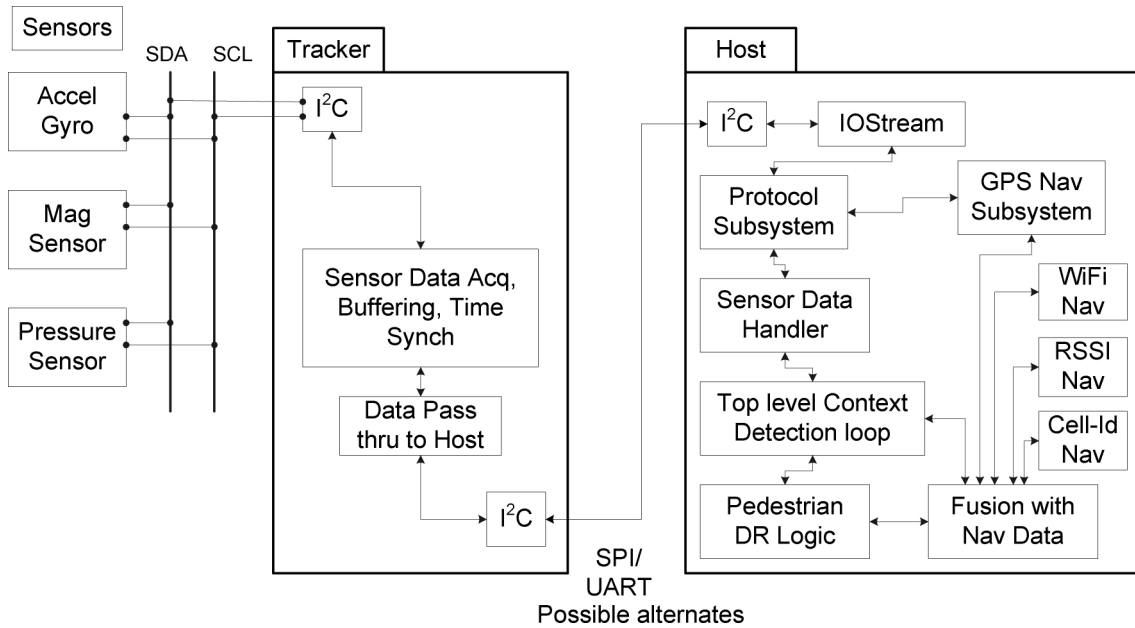 Sensors
SDA
SCL
Accel
Gyro
Mag
Sensor
Pressure
Sensor
Tracker
I²C
Sensor Data Acq,
Buffering, Time
Synch
Data Pass
thru to Host
I²C
SPI/
UART
Possible alternates
Host
I²C
IOStream
Protocol
Subsystem
GPS Nav
Subsystem
Sensor Data
Handler
WiFi
Nav
RSSI
Nav
Top level Context
Detection loop
Cell-Id
Nav
Pedestrian
DR Logic
Fusion with
Nav Data